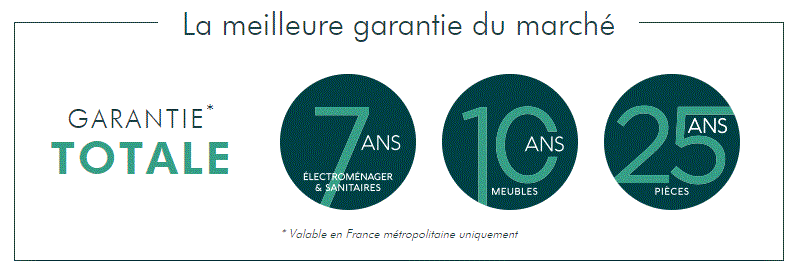 La meilleure garantie du marché
GARANTIE*
TOTALE
7 ANS
ÉLECTROMÉNAGER
& SANITAIRES
10 ANS
MEUBLES
25 ANS
PIÈCES
* Valable en France métropolitaine uniquement